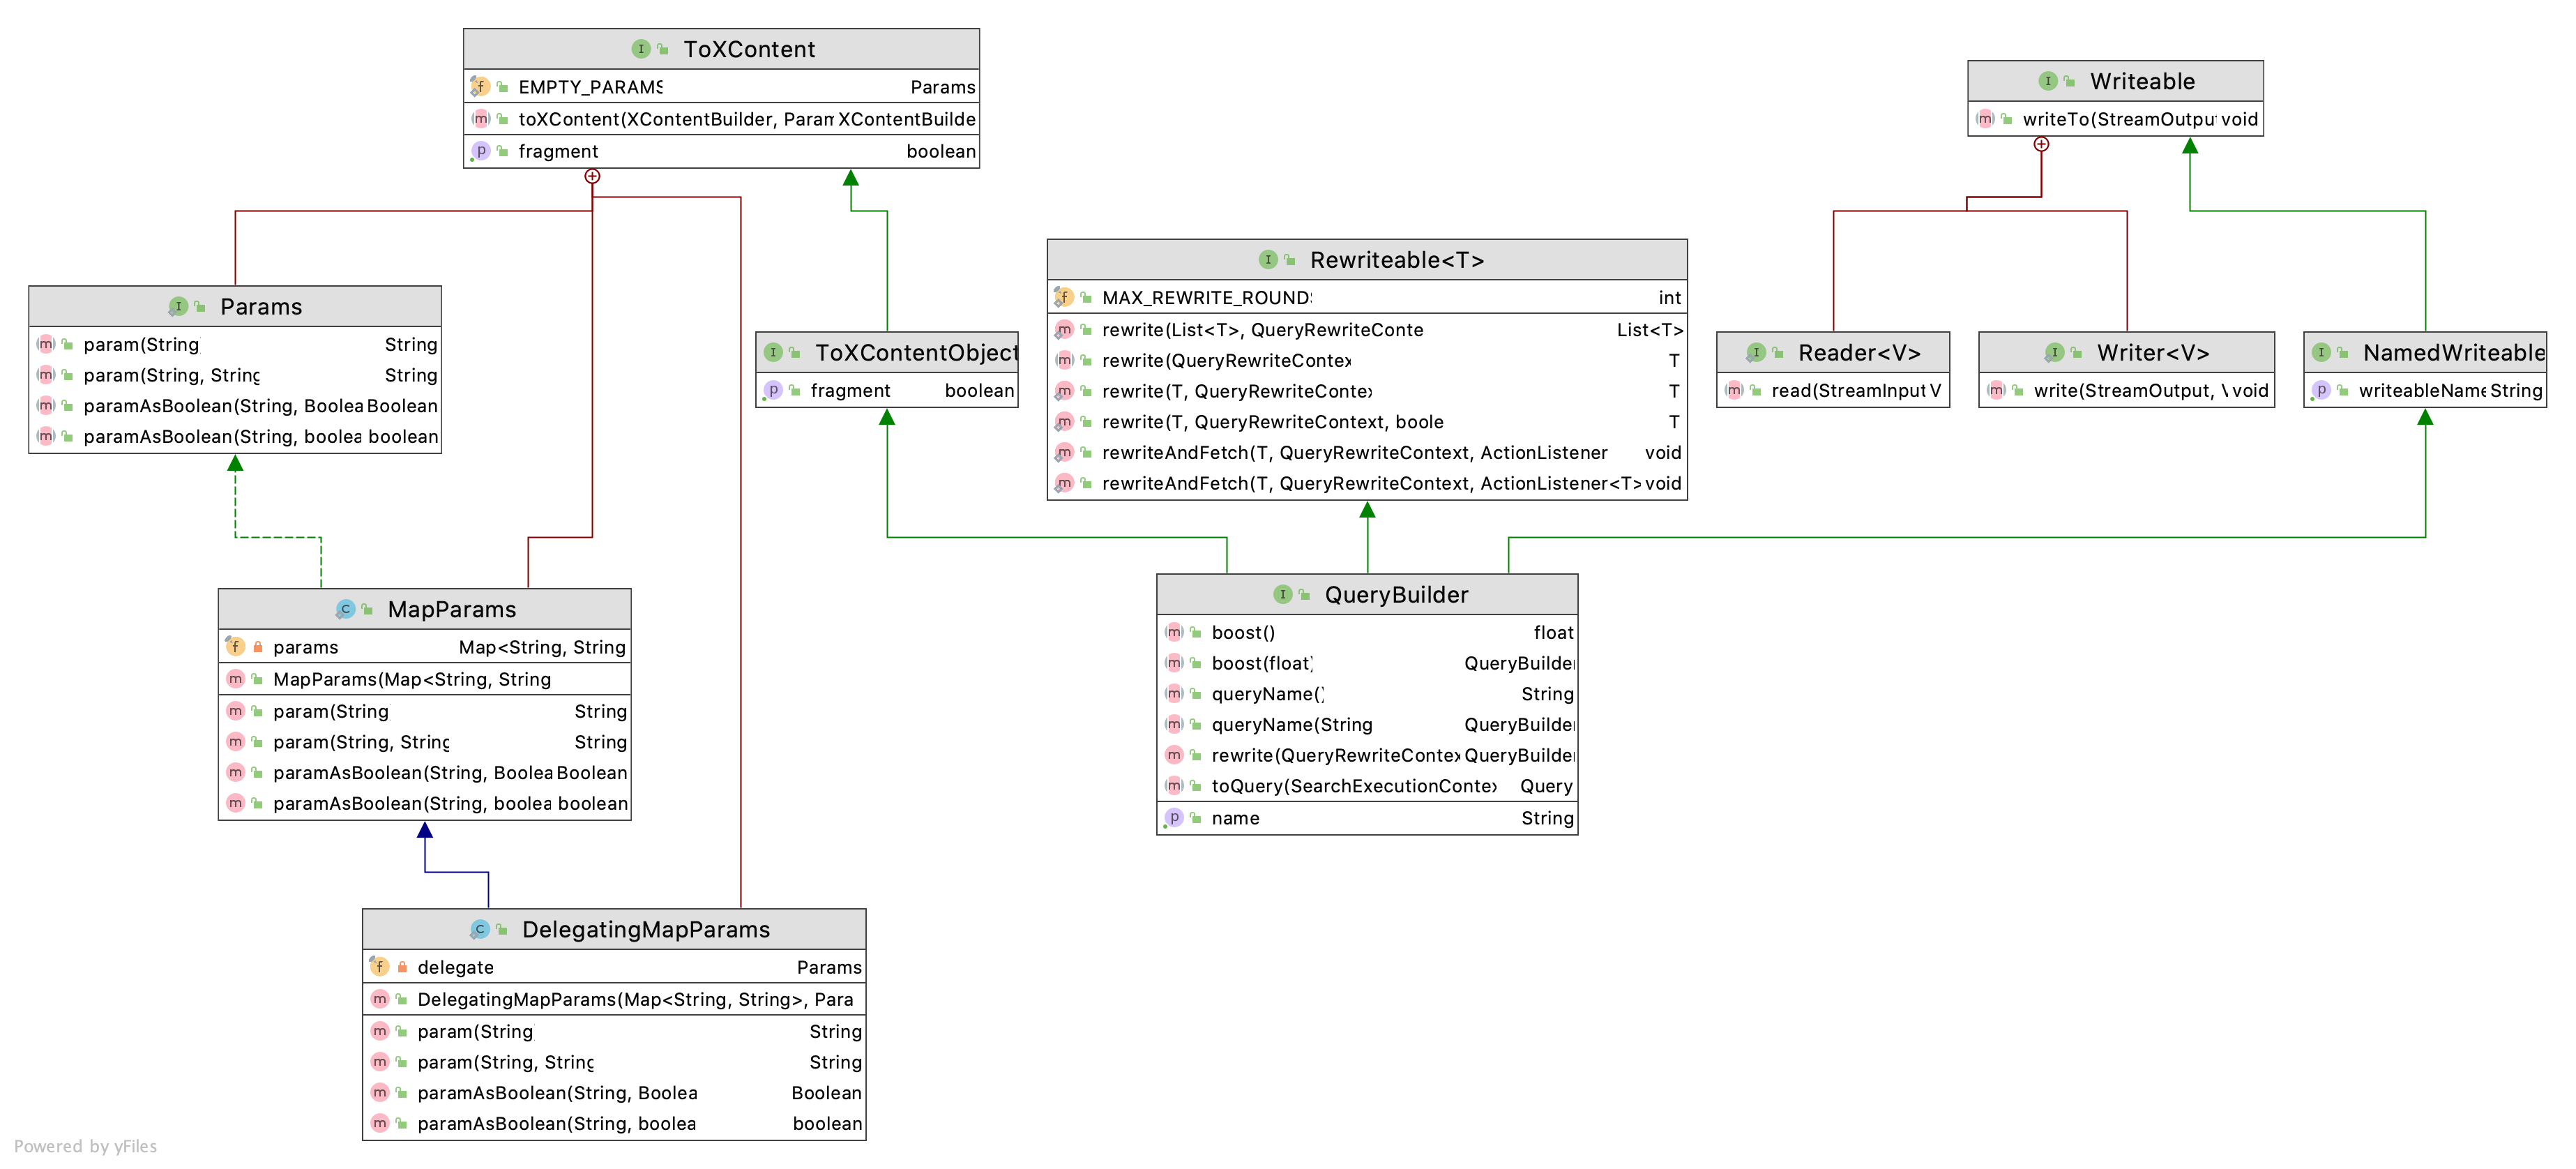 ToXContent
EMPTY_PARAMS Params
toXContent(XContentBuilder, Param XContentBuilde
fragment boolean
Writeable
writeTo(StreamOutpu void
Params
param(String String
param(String, String String
paramAsBoolean(String, Boolea Boolean
paramAsBoolean(String, boolea boolean
ToXContentObject
fragment boolean
Rewriteable<T>
MAX_REWRITE_ROUND int
rewrite(List<T>, QueryRewriteConte List<T>
rewrite(QueryRewriteContex T
rewrite(T, QueryRewriteContex T
rewrite(T, QueryRewriteContext, boole T
rewriteAndFetch(T, QueryRewriteContext, ActionListener void
rewriteAndFetch(T, QueryRewriteContext, ActionListener<T> void
Reader<V>
read(StreamInput V
Writer<V>
write(StreamOutput, void
NamedWriteable
writeableName String
MapParams
params Map<String, String
MapParams(Map<String, String
param(String String
param(String, String String
paramAsBoolean(String, Boolea Boolean
paramAsBoolean(String, boolea boolean
QueryBuilder
boost() float
boost(float) QueryBuilder
queryName() String
queryName(String QueryBuilder
rewrite(QueryRewriteContex QueryBuilder
toQuery(SearchExecutionContex Query
name String
DelegatingMapParams
delegate Params
DelegatingMapParams(Map<String, String>, Para
param(String String
param(String, String String
paramAsBoolean(String, Boolea Boolean
paramAsBoolean(String, boolea boolean
Powered by yFiles